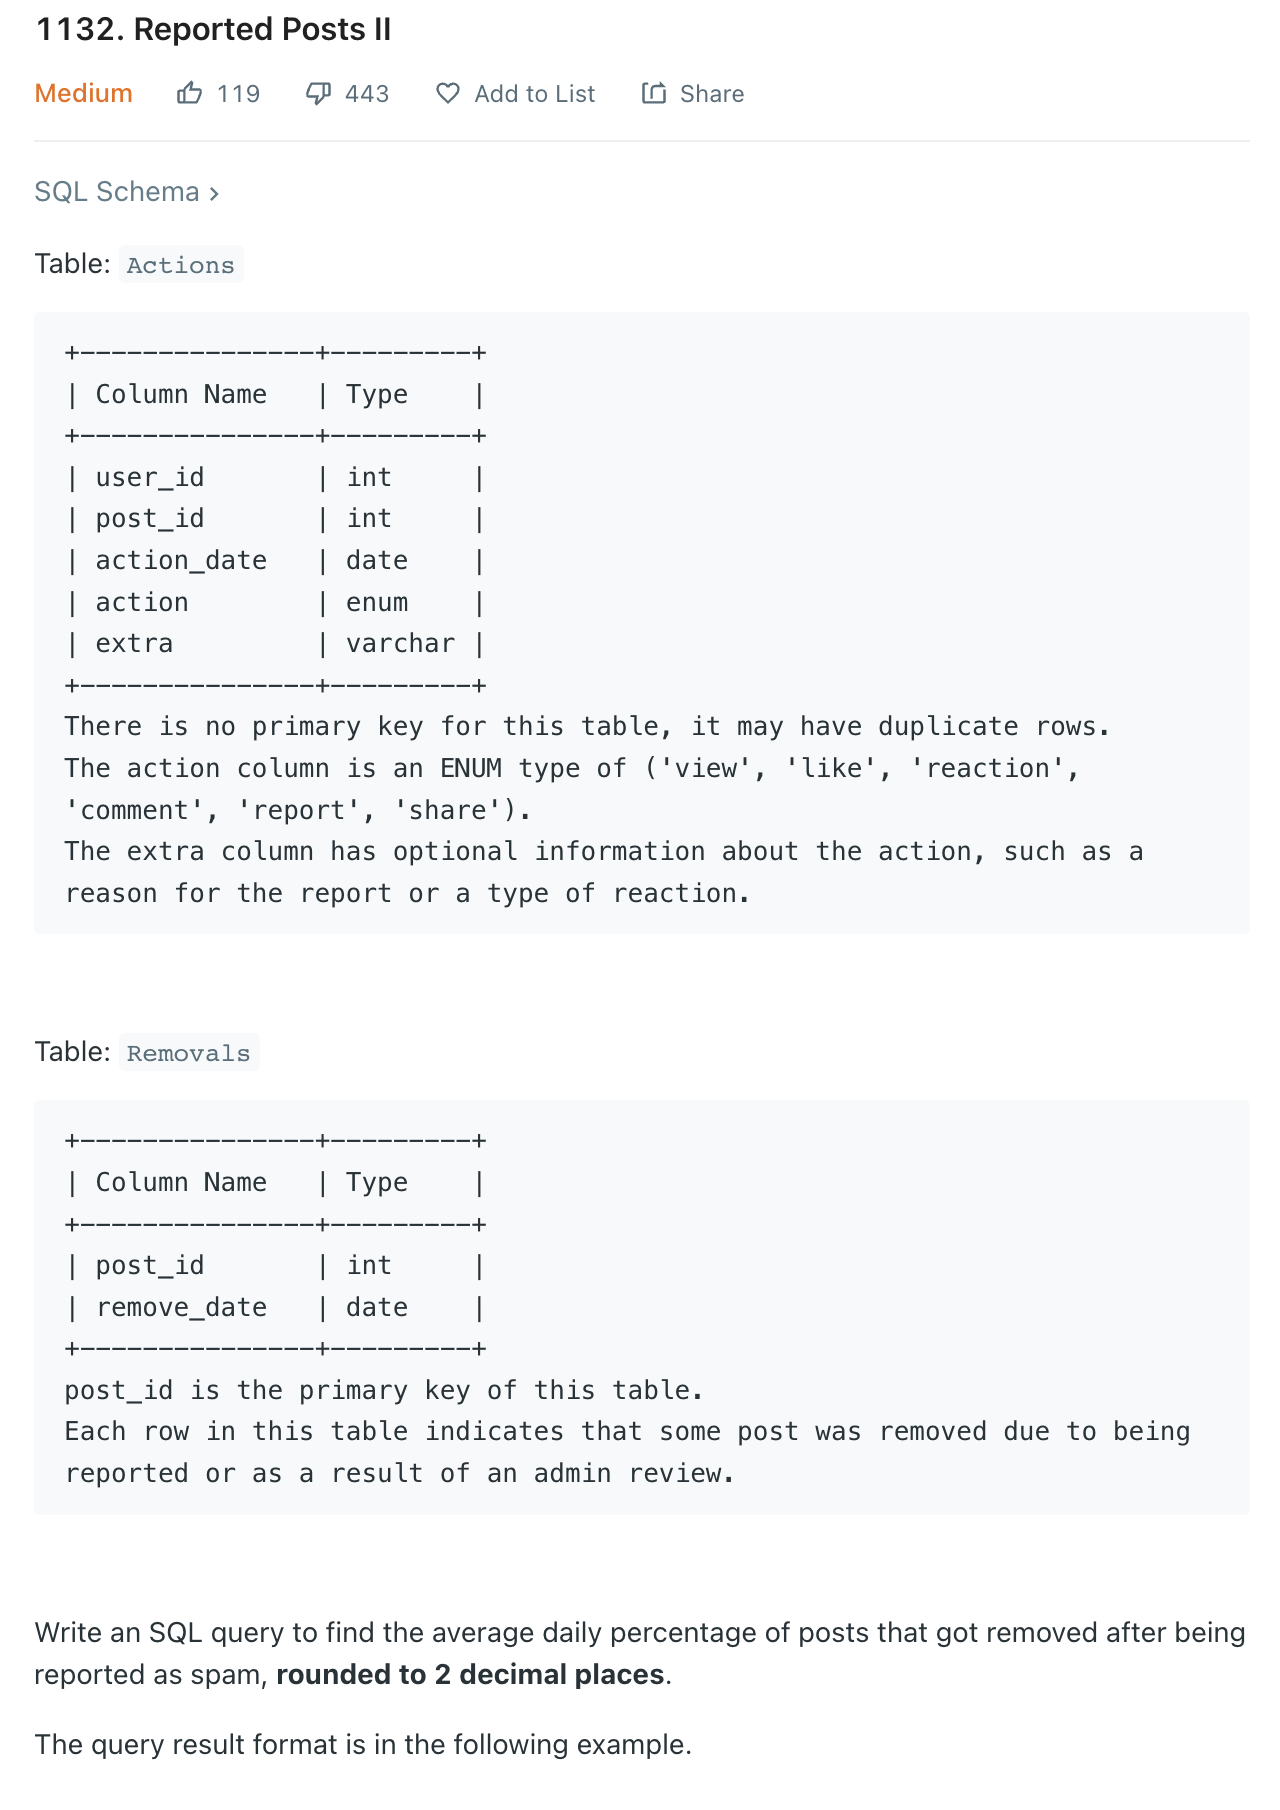 1132. Reported Posts II
Medium 119 443 Add to List Share
SQL Schema ›
Table: Actions
+---------------+---------+
| Column Name   | Type    |
+---------------+---------+
| user_id       | int     |
| post_id       | int     |
| action_date   | date    |
| action        | enum    |
| extra         | varchar |
+---------------+---------+
There is no primary key for this table, it may have duplicate rows.
The action column is an ENUM type of ('view', 'like', 'reaction',
'comment', 'report', 'share').
The extra column has optional information about the action, such as a
reason for the report or a type of reaction.
Table: Removals
+---------------+---------+
| Column Name   | Type    |
+---------------+---------+
| post_id       | int     |
| remove_date   | date    |
+---------------+---------+
post_id is the primary key of this table.
Each row in this table indicates that some post was removed due to being
reported or as a result of an admin review.
Write an SQL query to find the average daily percentage of posts that got removed after being
reported as spam, rounded to 2 decimal places.
The query result format is in the following example.